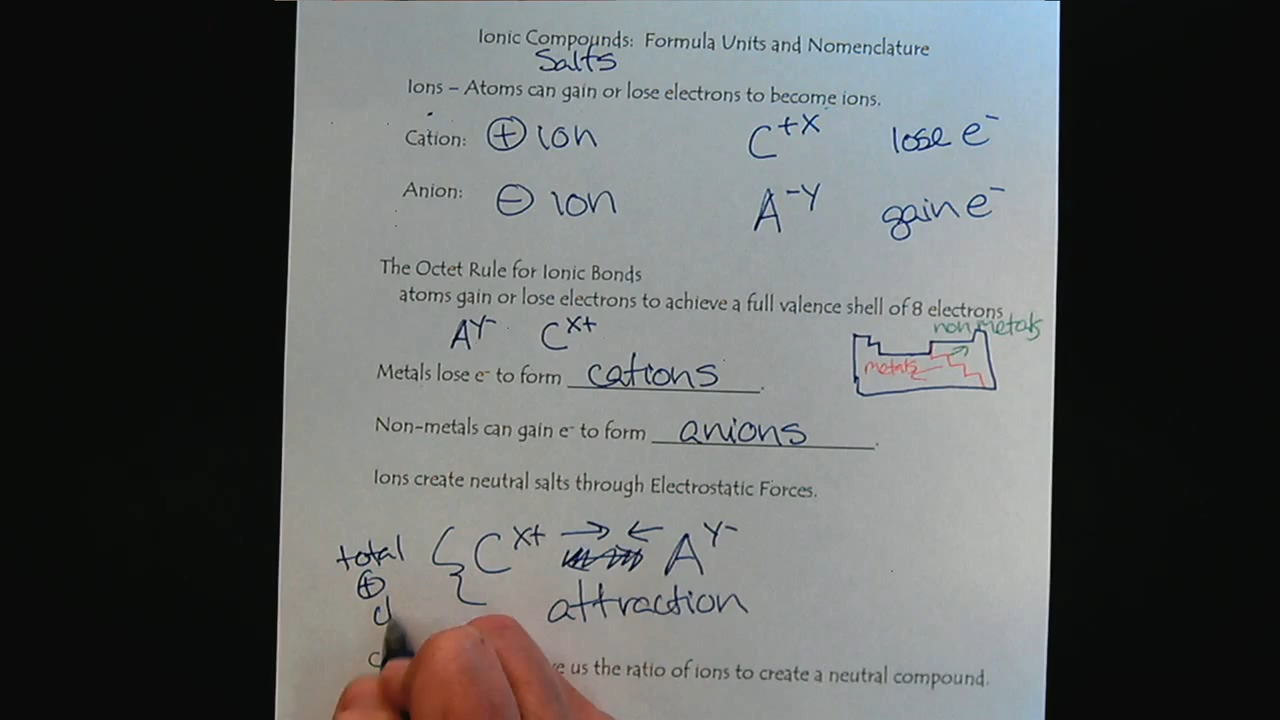 Ionic Compounds: Formula Units and Nomenclature
Salts
Ions – Atoms can gain or lose electrons to become ions.
Cation: ⊕ ion C⁺ˣ lose e⁻
Anion: ⊖ ion A⁻ʸ gain e⁻
The Octet Rule for Ionic Bonds
atoms gain or lose electrons to achieve a full valence shell of 8 electrons
non metals
Aʸ⁻ Cˣ⁺
metals
Metals lose e⁻ to form cations.
Non-metals can gain e⁻ to form anions.
Ions create neutral salts through Electrostatic Forces.
total { Cˣ⁺ → ← Aʸ⁻
⊕
attraction
us the ratio of ions to create a neutral compound.